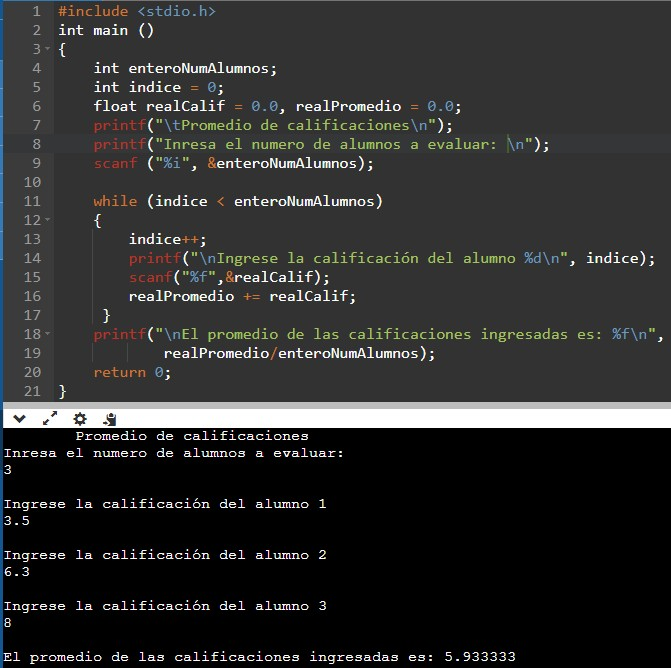 1 #include <stdio.h>
2 int main ()
3 {
4 int enteroNumAlumnos;
5 int indice = 0;
6 float realCalif = 0.0, realPromedio = 0.0;
7 printf("\tPromedio de calificaciones\n");
8 printf("Inresa el numero de alumnos a evaluar: \n");
9 scanf ("%i", &enteroNumAlumnos);
10
11 while (indice < enteroNumAlumnos)
12 {
13 indice++;
14 printf("\nIngrese la calificación del alumno %d\n", indice);
15 scanf("%f",&realCalif);
16 realPromedio += realCalif;
17 }
18 printf("\nEl promedio de las calificaciones ingresadas es: %f\n",
19 realPromedio/enteroNumAlumnos);
20 return 0;
21 }
Promedio de calificaciones
Inresa el numero de alumnos a evaluar:
3
Ingrese la calificación del alumno 1
3.5
Ingrese la calificación del alumno 2
6.3
Ingrese la calificación del alumno 3
8
El promedio de las calificaciones ingresadas es: 5.933333